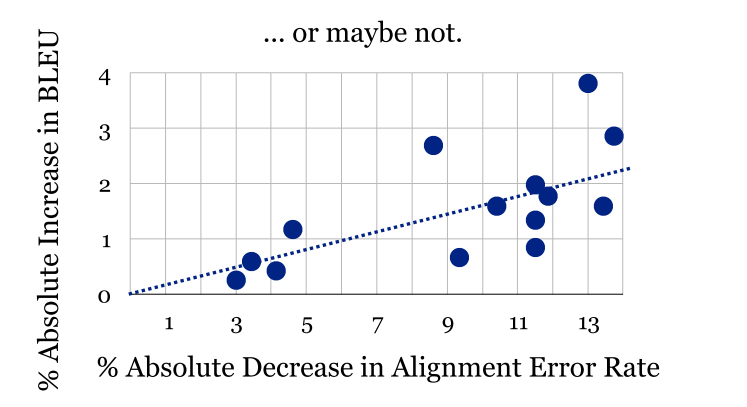 ... or maybe not.
% Absolute Increase in BLEU
4
3
2
1
0
1 3 5 7 9 11 13
% Absolute Decrease in Alignment Error Rate